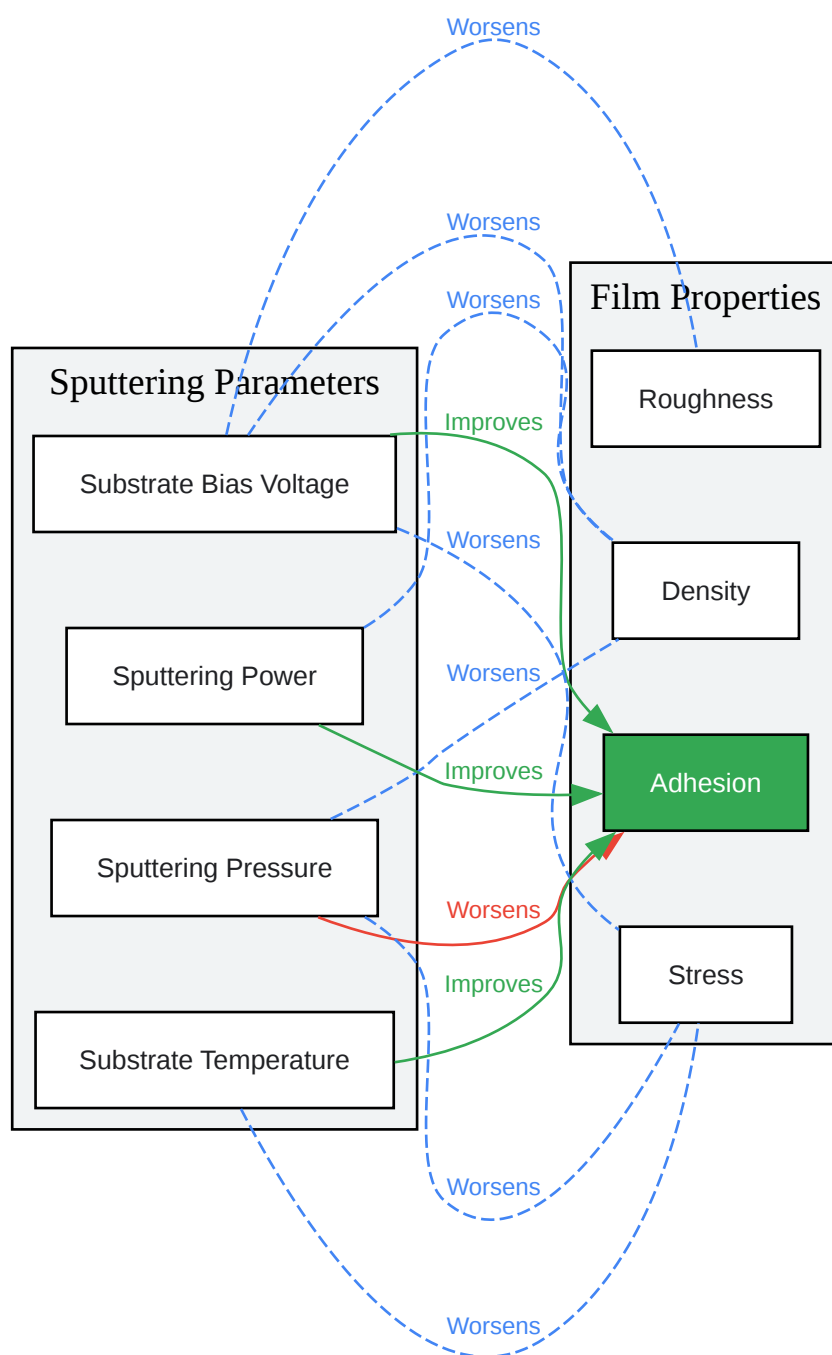 Worsens
Worsens
Worsens
Film Properties
Sputtering Parameters
Roughness
Improves
Substrate Bias Voltage
Worsens
Density
Sputtering Power
Worsens
Improves
Adhesion
Sputtering Pressure
Worsens
Stress
Improves
Substrate Temperature
Worsens
Worsens